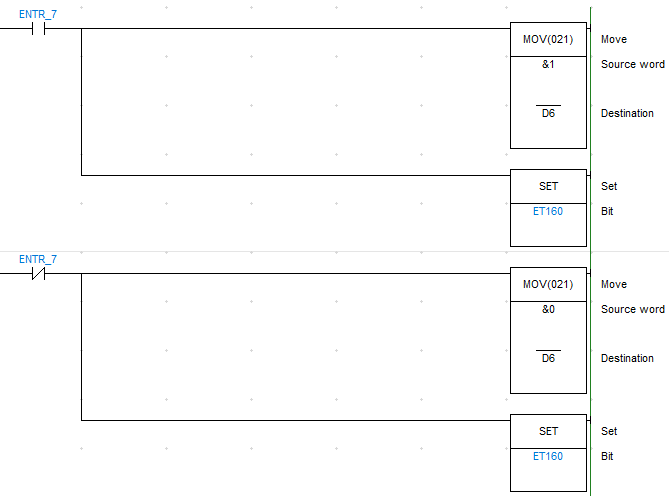 ENTR_7
MOV(021) Move
&1 Source word
D6 Destination
SET Set
ET160 Bit
ENTR_7
MOV(021) Move
&0 Source word
D6 Destination
SET Set
ET160 Bit